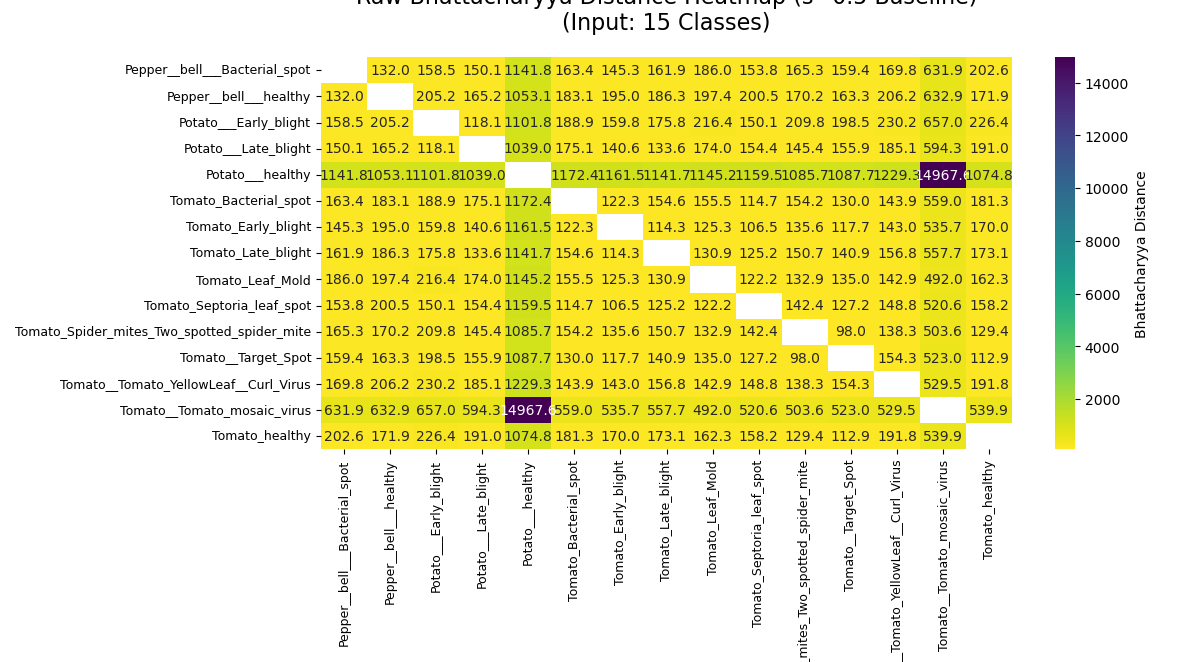 Raw Bhattacharyya Distance Heatmap (s=0.5 Baseline)
(Input: 15 Classes)
Pepper__bell___Bacterial_spot 132.0 158.5 150.1 1141.8 163.4 145.3 161.9 186.0 153.8 165.3 159.4 169.8 631.9 202.6
Pepper__bell___healthy 132.0 205.2 165.2 1053.1 183.1 195.0 186.3 197.4 200.5 170.2 163.3 206.2 632.9 171.9
Potato___Early_blight 158.5 205.2 118.1 1101.8 188.9 159.8 175.8 216.4 150.1 209.8 198.5 230.2 657.0 226.4
Potato___Late_blight 150.1 165.2 118.1 1039.0 175.1 140.6 133.6 174.0 154.4 145.4 155.9 185.1 594.3 191.0
Potato___healthy 1141.8 1053.1 1101.8 1039.0 1172.4 1161.5 1141.7 1145.2 1159.5 1085.7 1087.7 1229.3 14967.6 1074.8
Tomato_Bacterial_spot 163.4 183.1 188.9 175.1 1172.4 122.3 154.6 155.5 114.7 154.2 130.0 143.9 559.0 181.3
Tomato_Early_blight 145.3 195.0 159.8 140.6 1161.5 122.3 114.3 125.3 106.5 135.6 117.7 143.0 535.7 170.0
Tomato_Late_blight 161.9 186.3 175.8 133.6 1141.7 154.6 114.3 130.9 125.2 150.7 140.9 156.8 557.7 173.1
Tomato_Leaf_Mold 186.0 197.4 216.4 174.0 1145.2 155.5 125.3 130.9 122.2 132.9 135.0 142.9 492.0 162.3
Tomato_Septoria_leaf_spot 153.8 200.5 150.1 154.4 1159.5 114.7 106.5 125.2 122.2 142.4 127.2 148.8 520.6 158.2
Tomato_Spider_mites_Two_spotted_spider_mite 165.3 170.2 209.8 145.4 1085.7 154.2 135.6 150.7 132.9 142.4 98.0 138.3 503.6 129.4
Tomato__Target_Spot 159.4 163.3 198.5 155.9 1087.7 130.0 117.7 140.9 135.0 127.2 98.0 154.3 523.0 112.9
Tomato__Tomato_YellowLeaf__Curl_Virus 169.8 206.2 230.2 185.1 1229.3 143.9 143.0 156.8 142.9 148.8 138.3 154.3 529.5 191.8
Tomato__Tomato_mosaic_virus 631.9 632.9 657.0 594.3 14967.6 559.0 535.7 557.7 492.0 520.6 503.6 523.0 529.5 539.9
Tomato_healthy 202.6 171.9 226.4 191.0 1074.8 181.3 170.0 173.1 162.3 158.2 129.4 112.9 191.8 539.9
Pepper__bell___Bacterial_spot
Pepper__bell___healthy
Potato___Early_blight
Potato___Late_blight
Potato___healthy
Tomato_Bacterial_spot
Tomato_Early_blight
Tomato_Late_blight
Tomato_Leaf_Mold
Tomato_Septoria_leaf_spot
_mites_Two_spotted_spider_mite
Tomato__Target_Spot
__Tomato_YellowLeaf__Curl_Virus
Tomato__Tomato_mosaic_virus
Tomato_healthy
14000
12000
10000
8000
6000
4000
2000
Bhattacharyya Distance